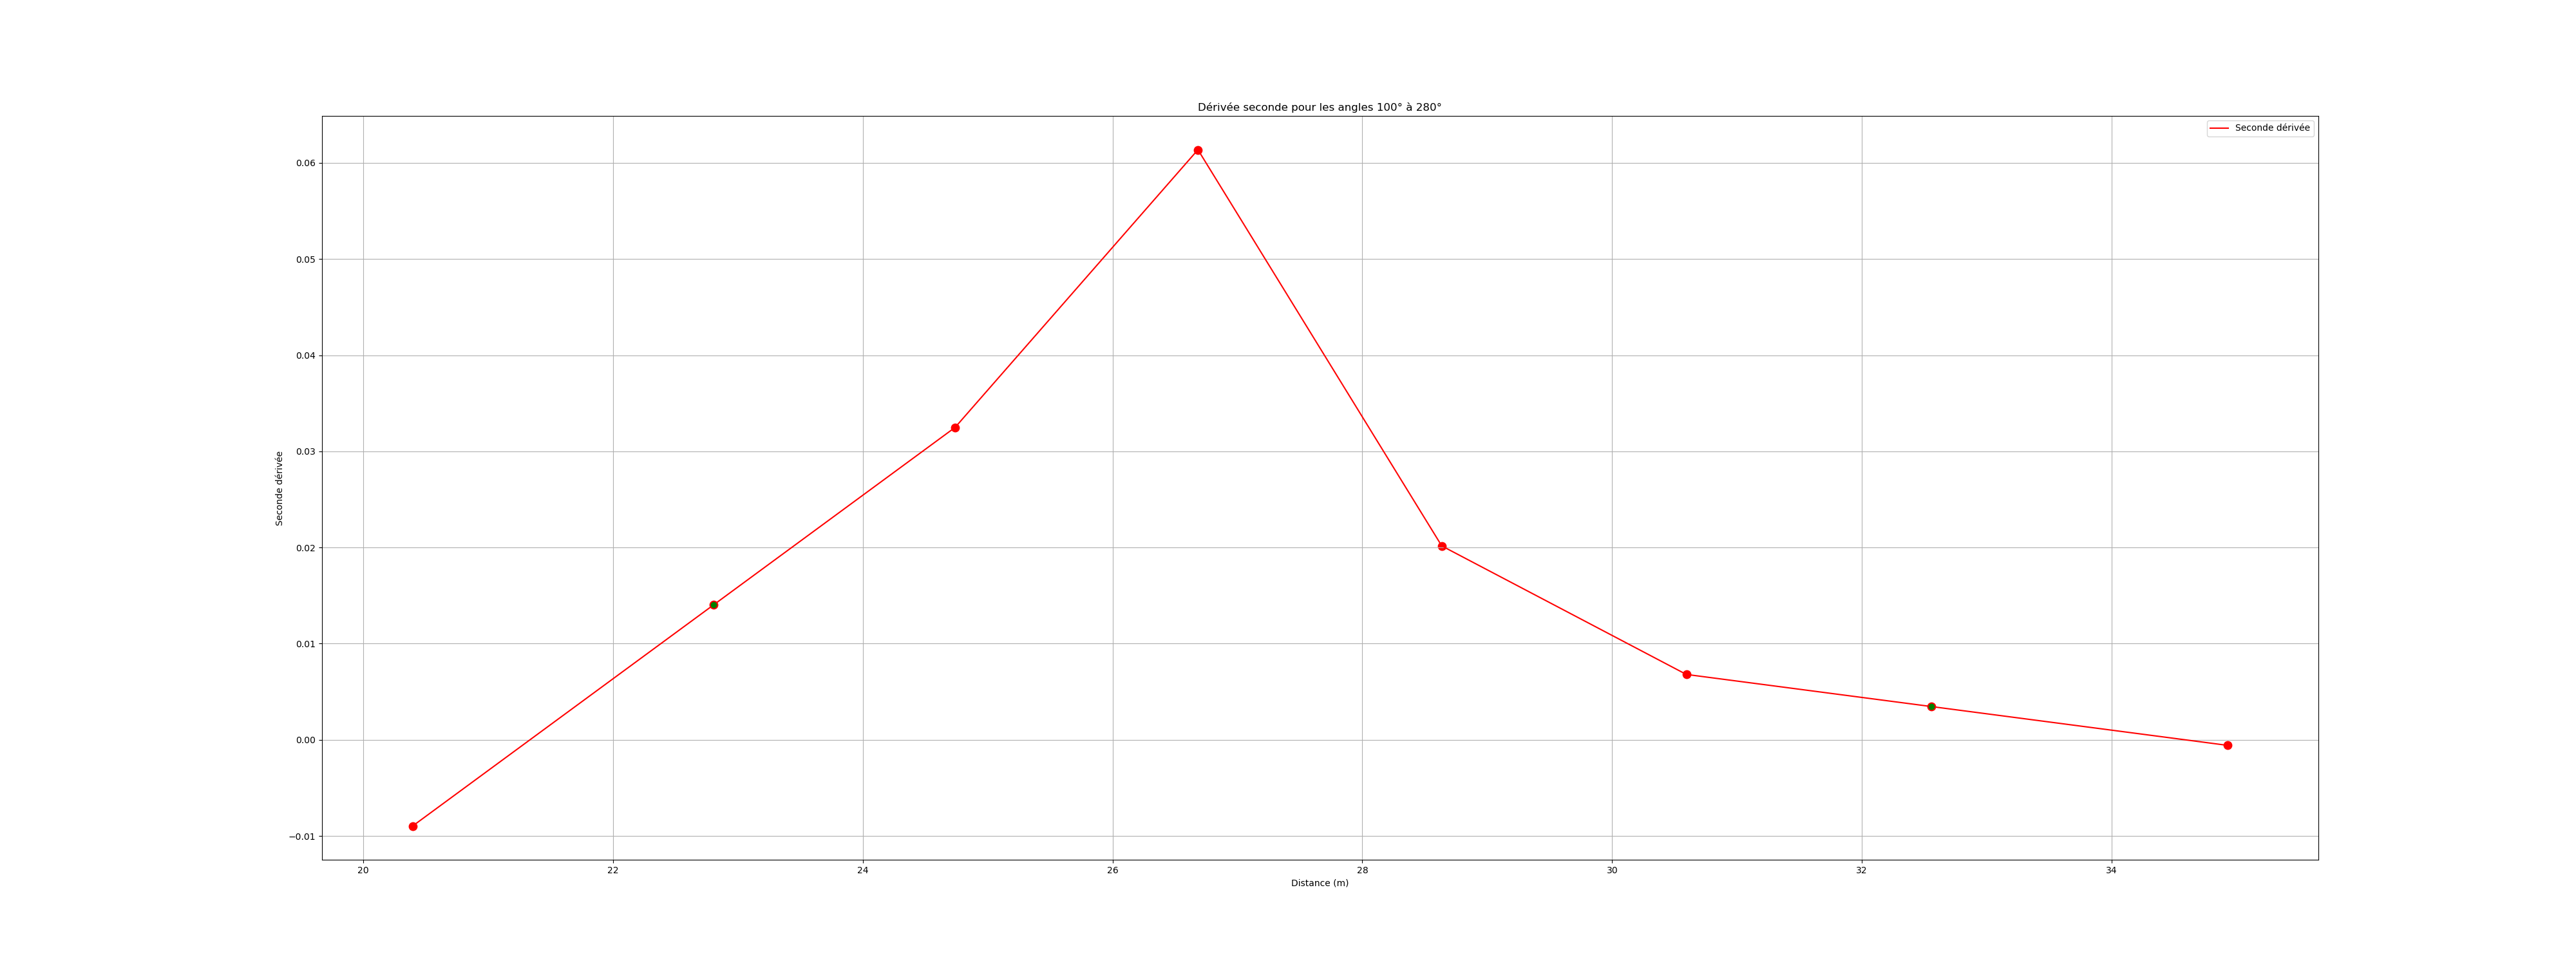 Dérivée seconde pour les angles 100° à 280°
Seconde dérivée
0.06
0.05
0.04
0.03
0.02
0.01
0.00
−0.01
Seconde dérivée
20 22 24 26 28 30 32 34
Distance (m)